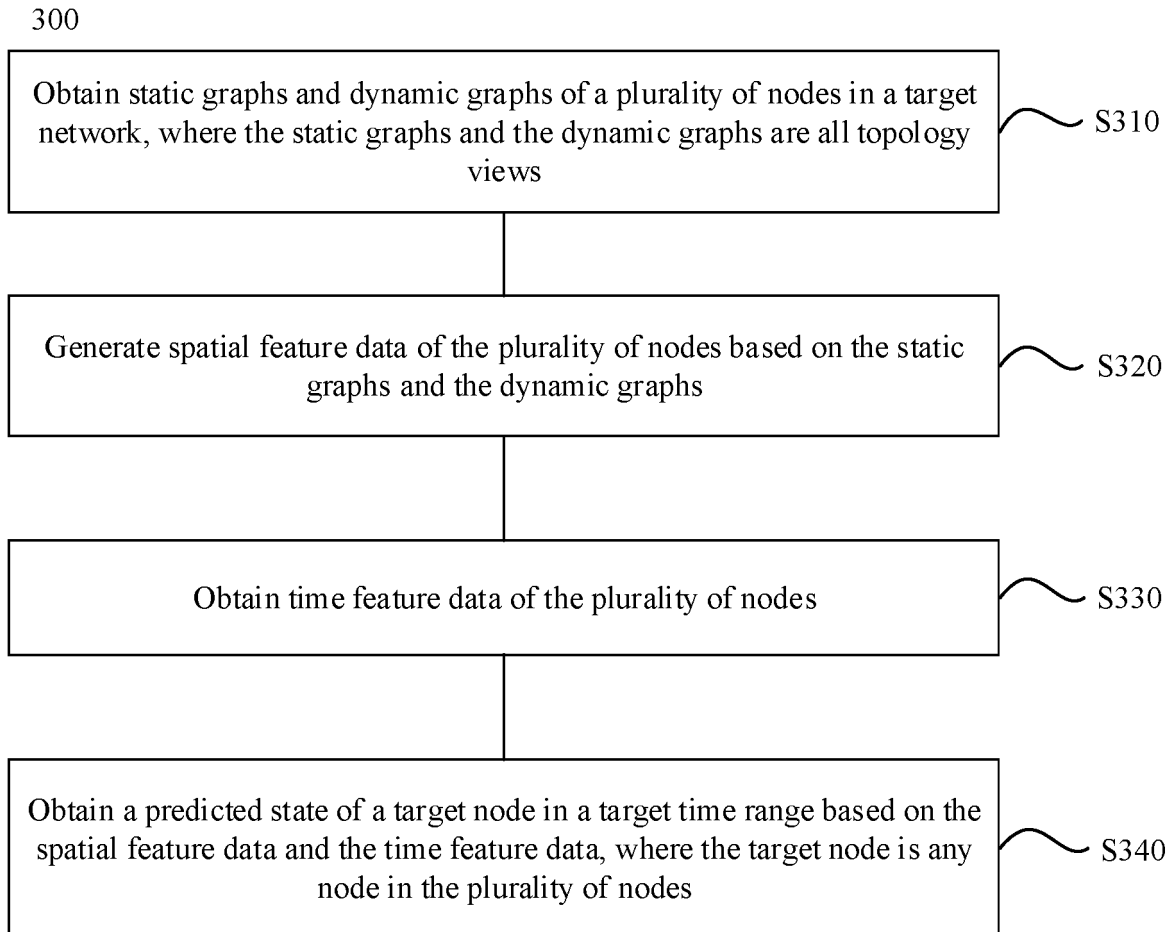 300
Obtain static graphs and dynamic graphs of a plurality of nodes in a target
network, where the static graphs and the dynamic graphs are all topology
views
S310
Generate spatial feature data of the plurality of nodes based on the static
graphs and the dynamic graphs
S320
Obtain time feature data of the plurality of nodes
S330
Obtain a predicted state of a target node in a target time range based on the
spatial feature data and the time feature data, where the target node is any
node in the plurality of nodes
S340